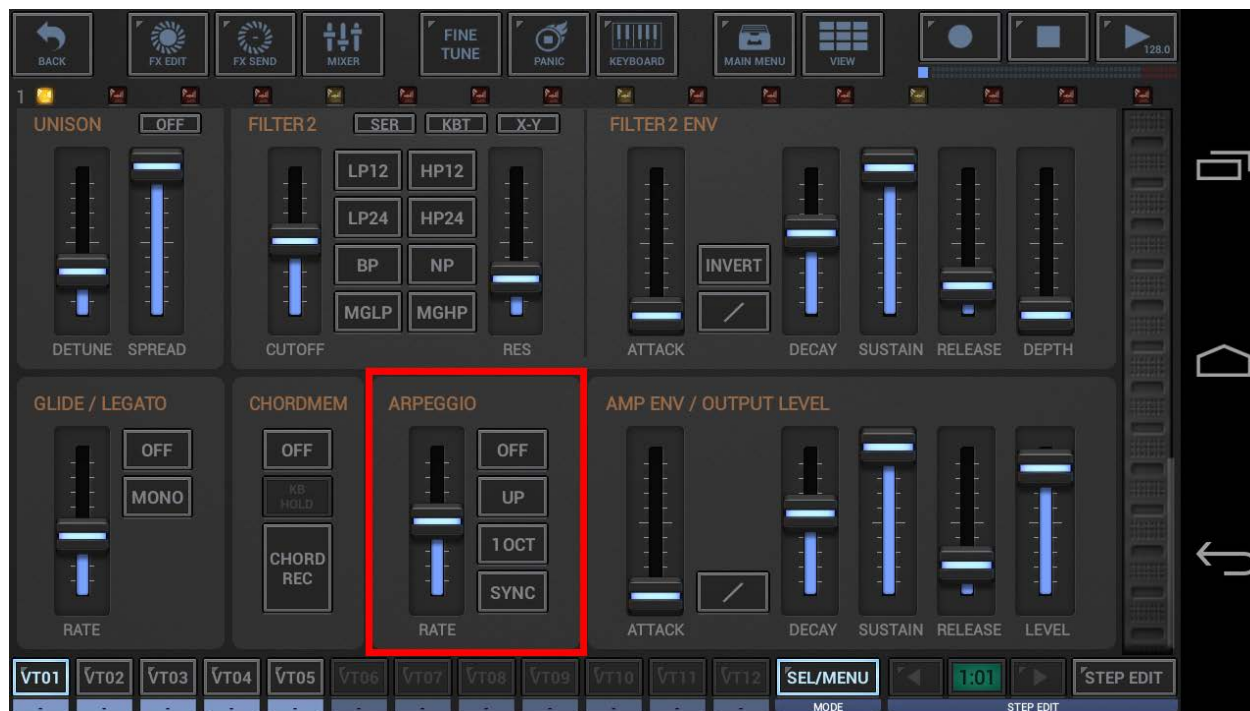 BACK
FX EDIT
FX SEND
MIXER
FINE
TUNE
PANIC
KEYBOARD
MAIN MENU
VIEW
128.0
1
UNISON
OFF
DETUNE
SPREAD
FILTER 2
SER
KBT
X-Y
LP12
HP12
LP24
HP24
BP
NP
MGLP
MGHP
CUTOFF
RES
FILTER 2 ENV
INVERT
ATTACK
DECAY
SUSTAIN
RELEASE
DEPTH
GLIDE / LEGATO
OFF
MONO
RATE
CHORDMEM
OFF
KB
HOLD
CHORD
REC
ARPEGGIO
OFF
UP
1 OCT
SYNC
RATE
AMP ENV / OUTPUT LEVEL
ATTACK
DECAY
SUSTAIN
RELEASE
LEVEL
VT01
VT02
VT03
VT04
VT05
VT06
VT07
VT08
VT09
VT10
VT11
VT12
SEL/MENU
1:01
STEP EDIT
MODE
STEP EDIT